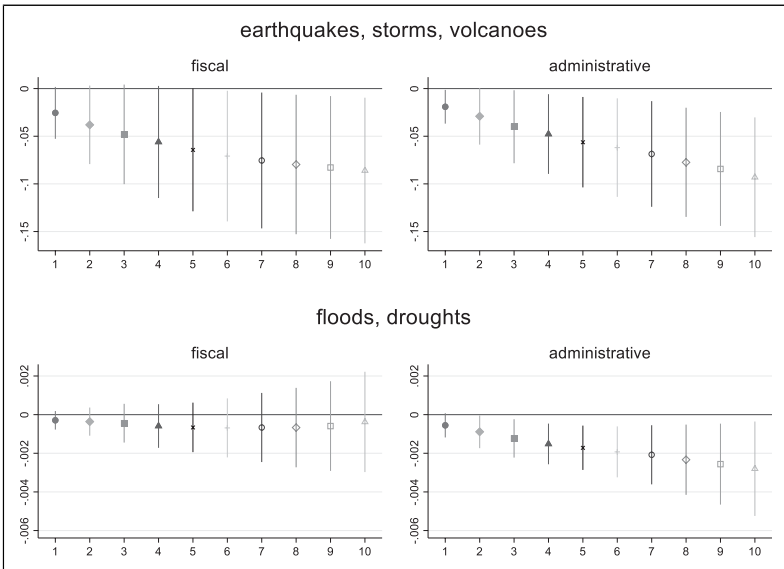 earthquakes, storms, volcanoes
fiscal
administrative
0
-.05
-.1
-.15
1 2 3 4 5 6 7 8 9 10
0
-.05
-.1
-.15
1 2 3 4 5 6 7 8 9 10
floods, droughts
fiscal
administrative
.002
0
-.002
-.004
-.006
1 2 3 4 5 6 7 8 9 10
.002
0
-.002
-.004
-.006
1 2 3 4 5 6 7 8 9 10